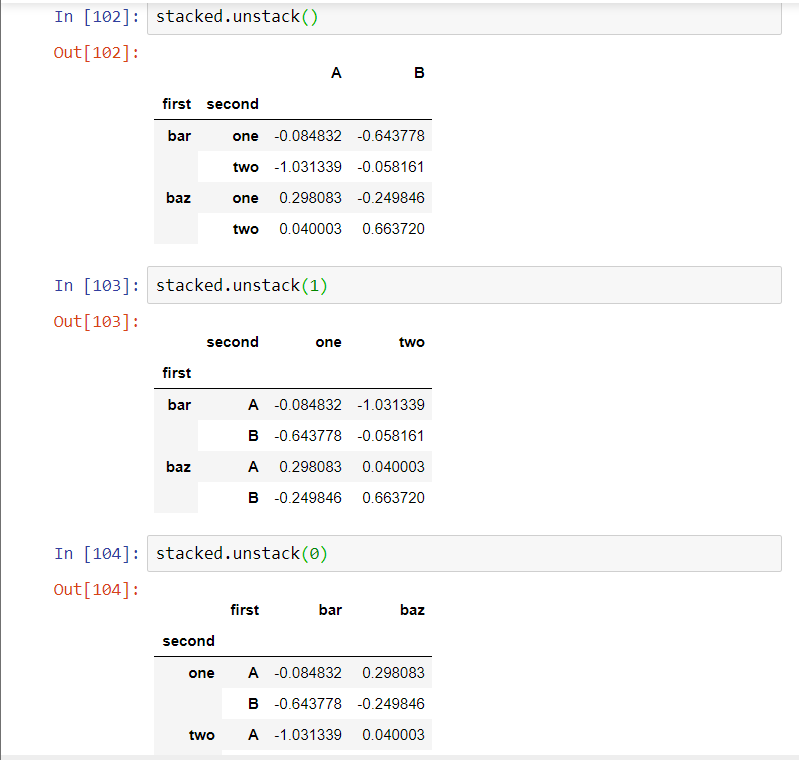 In [102]: stacked.unstack()
Out[102]:
A B
first second
bar one -0.084832 -0.643778
two -1.031339 -0.058161
baz one 0.298083 -0.249846
two 0.040003 0.663720
In [103]: stacked.unstack(1)
Out[103]:
second one two
first
bar A -0.084832 -1.031339
B -0.643778 -0.058161
baz A 0.298083 0.040003
B -0.249846 0.663720
In [104]: stacked.unstack(0)
Out[104]:
first bar baz
second
one A -0.084832 0.298083
B -0.643778 -0.249846
two A -1.031339 0.040003